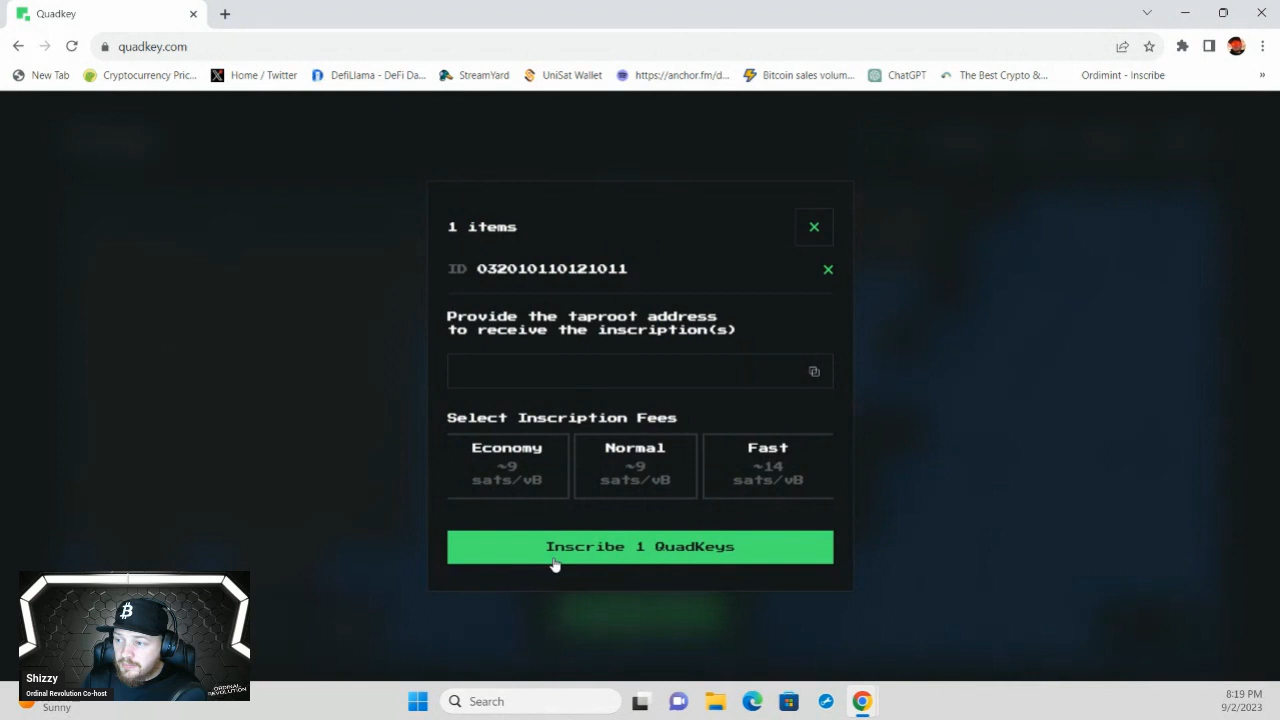 Quadkey
quadkey.com
New Tab
Cryptocurrency Pric...
Home / Twitter
DefiLlama - DeFi Da...
StreamYard
UniSat Wallet
https://anchor.fm/d...
Bitcoin sales volum...
ChatGPT
The Best Crypto &...
Ordimint - Inscribe
»
1 items
ID 032010110121011
Provide the taproot address
to receive the inscription(s)
Select Inscription Fees
Economy
~9
sats/vB
Normal
~9
sats/vB
Fast
~14
sats/vB
Inscribe 1 QuadKeys
Shizzy
Ordinal Revolution Co-host
ORDINAL
REVOLUTION
Sunny
Search
8:19 PM
9/2/2023